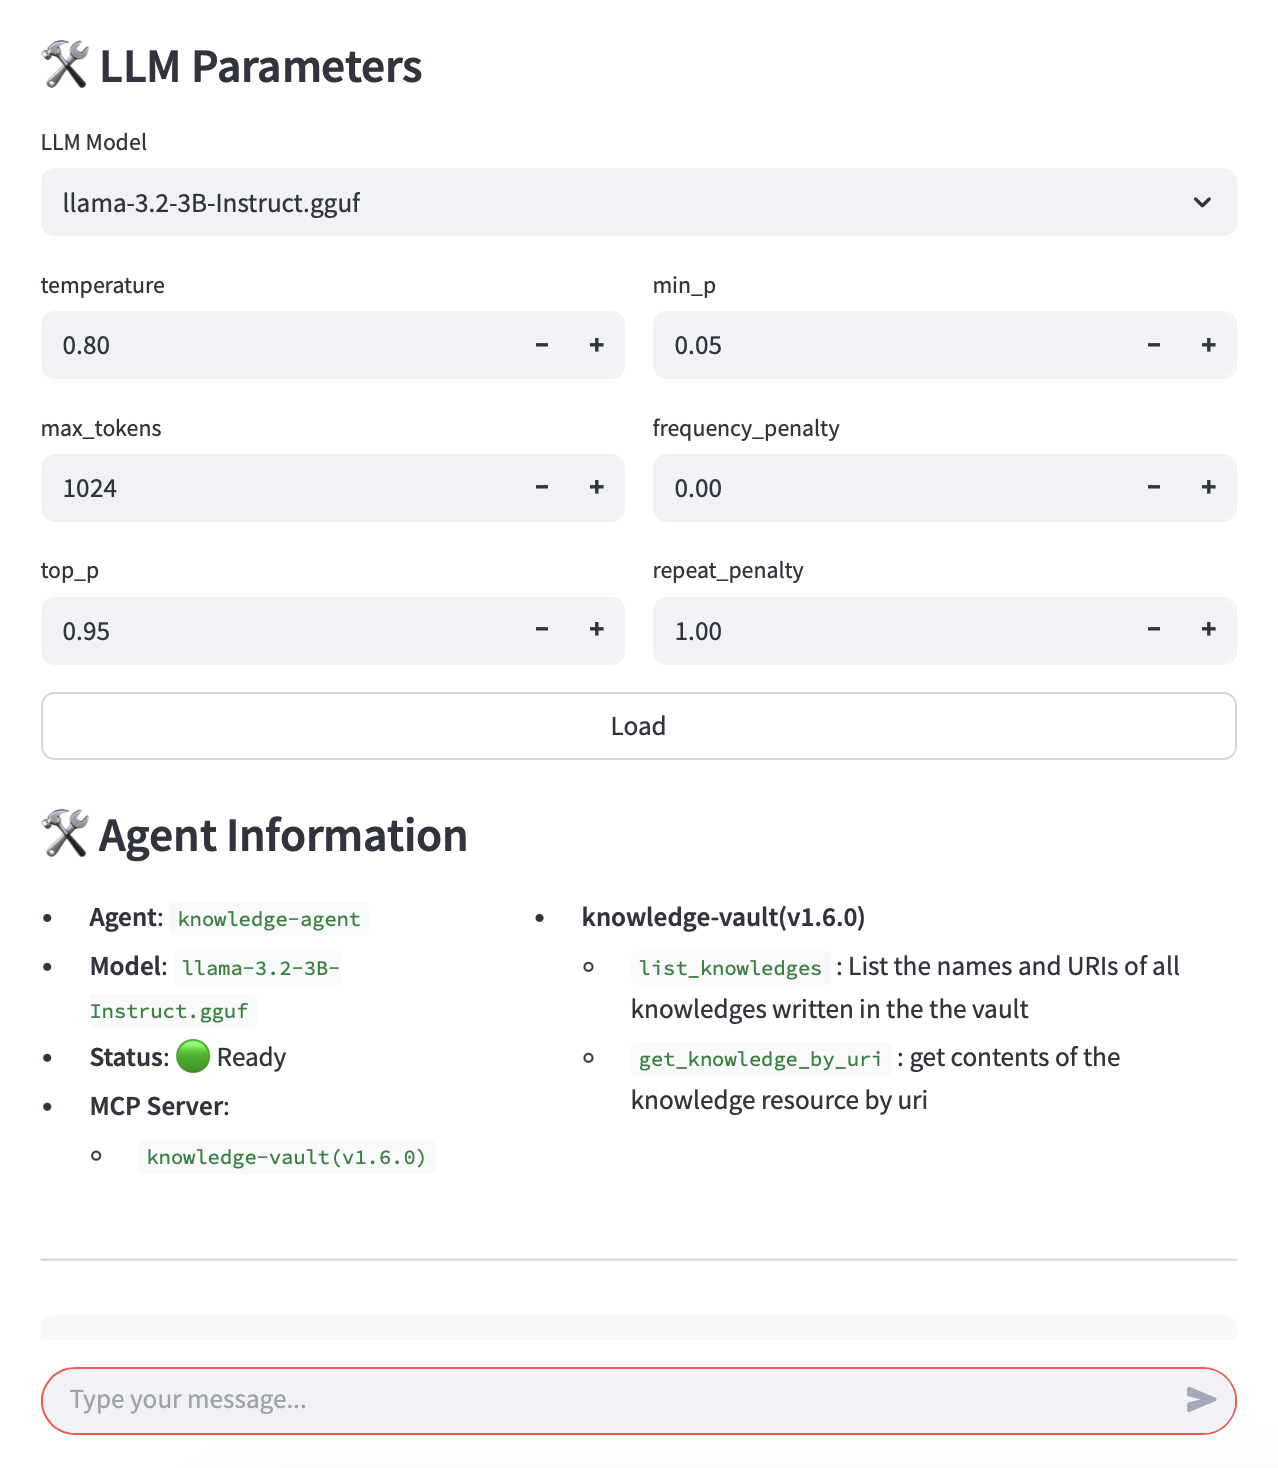 🛠️ LLM Parameters
LLM Model
llama-3.2-3B-Instruct.gguf
temperature
min_p
0.80 - +
0.05 - +
max_tokens
frequency_penalty
1024 - +
0.00 - +
top_p
repeat_penalty
0.95 - +
1.00 - +
Load
🛠️ Agent Information
• Agent: knowledge-agent
• Model: llama-3.2-3B-
Instruct.gguf
• Status: 🟢 Ready
• MCP Server:
◦ knowledge-vault(v1.6.0)
• knowledge-vault(v1.6.0)
◦ list_knowledges : List the names and URIs of all
knowledges written in the the vault
◦ get_knowledge_by_uri : get contents of the
knowledge resource by uri
Type your message...